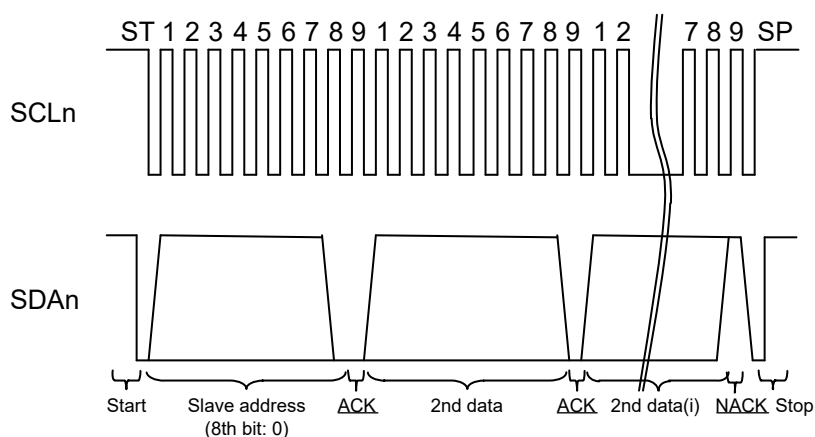 ST 1 2 3 4 5 6 7 8 9 1 2 3 4 5 6 7 8 9 1 2 7 8 9 SP
SCLn
SDAn
Start Slave address ACK 2nd data ACK 2nd data(i) NACK Stop
(8th bit: 0)